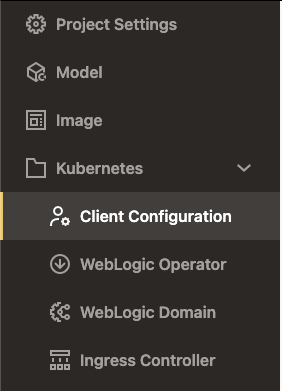 Project Settings
Model
Image
Kubernetes
Client Configuration
WebLogic Operator
WebLogic Domain
Ingress Controller